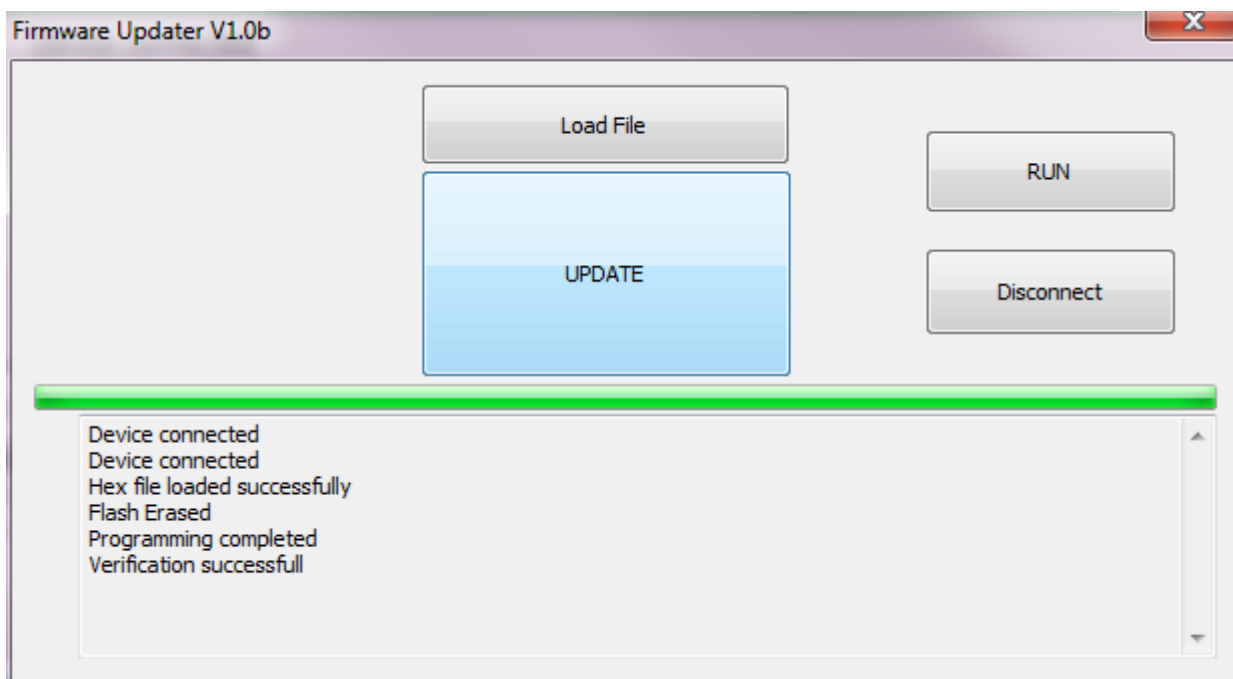 Firmware Updater V1.0b
Load File
RUN
UPDATE
Disconnect
Device connected
Device connected
Hex file loaded successfully
Flash Erased
Programming completed
Verification successfull